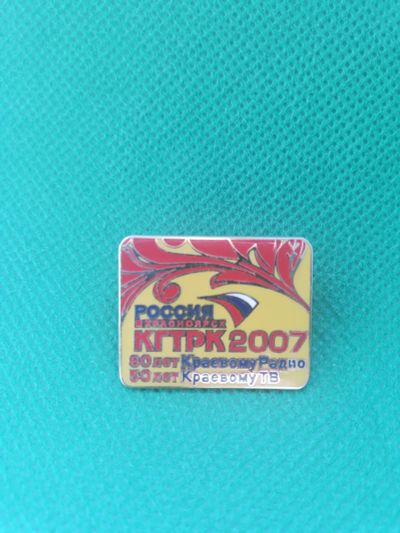 РОССИЯ
КРАСНОЯРСК
КГТРК 2007
80 лет Краевому Радио
50 лет Краевому ТВ